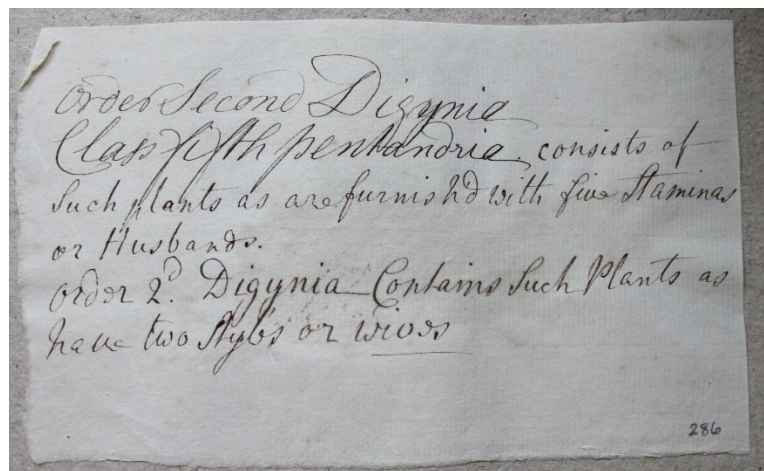 order Second Digynia
Class fifth pentandria consists of
Such plants as are furnish'd with five Staminas
or Husbands.
order 2d. Digynia Contains Such Plants as
have two Styls or wives
286